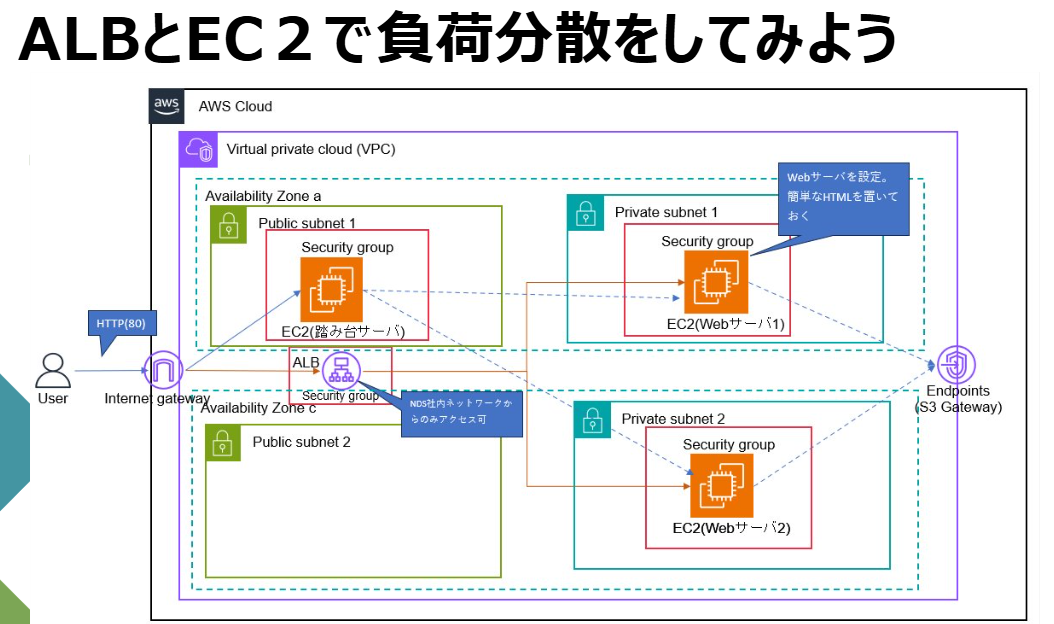 ALBとEC２で負荷分散をしてみよう
aws
AWS Cloud
Virtual private cloud (VPC)
Availability Zone a
Public subnet 1
Security group
EC2(踏み台サーバ)
Private subnet 1
Security group
EC2(Webサーバ1)
Webサーバを設定。
簡単なHTMLを置いて
おく
HTTP(80)
User
Internet gateway
ALB
Security group
NDS社内ネットワークか
らのみアクセス可
Endpoints
(S3 Gateway)
Availability Zone c
Public subnet 2
Private subnet 2
Security group
EC2(Webサーバ2)